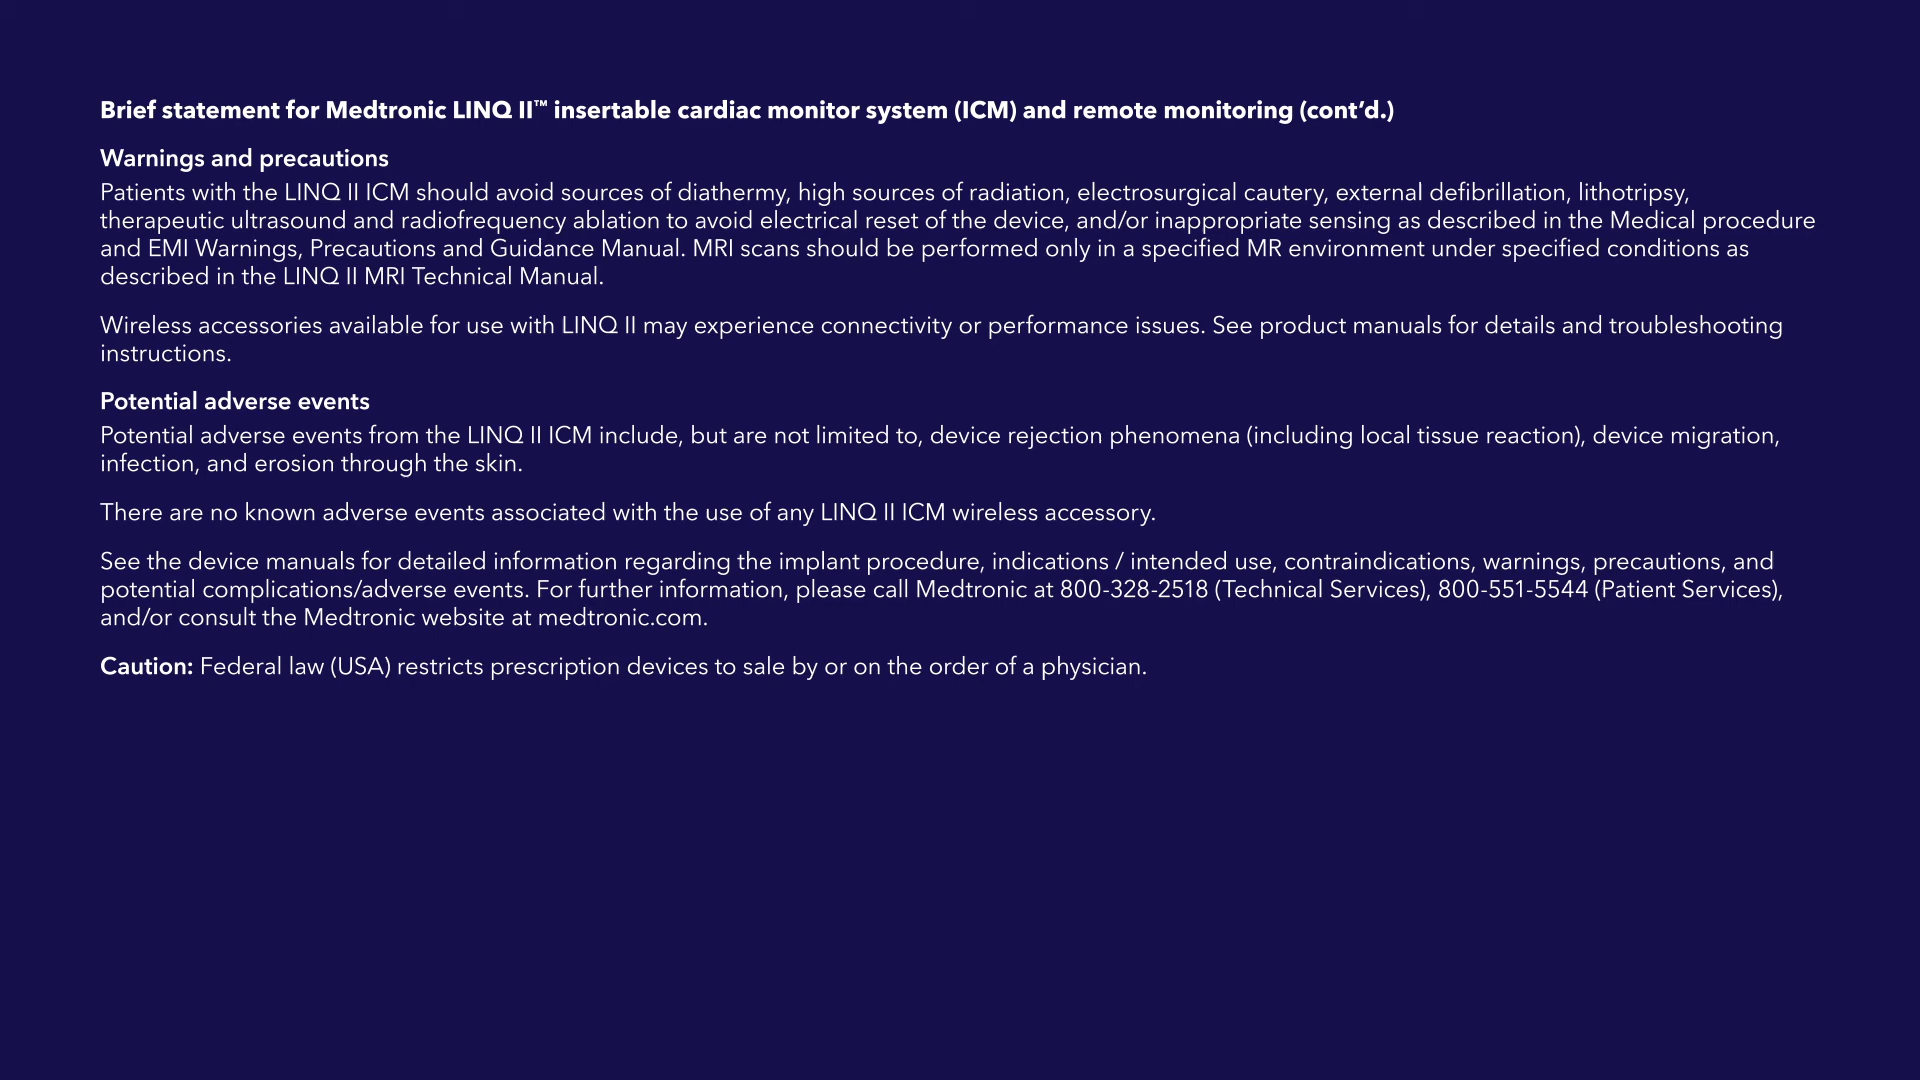 Brief statement for Medtronic LINQ II™ insertable cardiac monitor system (ICM) and remote monitoring (cont’d.)
Warnings and precautions
Patients with the LINQ II ICM should avoid sources of diathermy, high sources of radiation, electrosurgical cautery, external defibrillation, lithotripsy,
therapeutic ultrasound and radiofrequency ablation to avoid electrical reset of the device, and/or inappropriate sensing as described in the Medical procedure
and EMI Warnings, Precautions and Guidance Manual. MRI scans should be performed only in a specified MR environment under specified conditions as
described in the LINQ II MRI Technical Manual.
Wireless accessories available for use with LINQ II may experience connectivity or performance issues. See product manuals for details and troubleshooting
instructions.
Potential adverse events
Potential adverse events from the LINQ II ICM include, but are not limited to, device rejection phenomena (including local tissue reaction), device migration,
infection, and erosion through the skin.
There are no known adverse events associated with the use of any LINQ II ICM wireless accessory.
See the device manuals for detailed information regarding the implant procedure, indications / intended use, contraindications, warnings, precautions, and
potential complications/adverse events. For further information, please call Medtronic at 800-328-2518 (Technical Services), 800-551-5544 (Patient Services),
and/or consult the Medtronic website at medtronic.com.
Caution: Federal law (USA) restricts prescription devices to sale by or on the order of a physician.